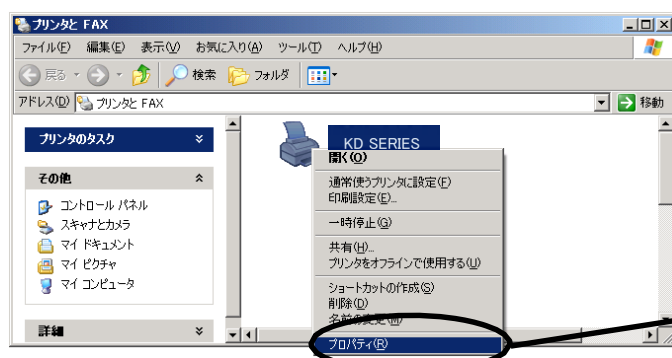 プリンタと FAX
ファイル(F) 編集(E) 表示(V) お気に入り(A) ツール(T) ヘルプ(H)
戻る 検索 フォルダ
アドレス(D) プリンタと FAX 移動
プリンタのタスク
その他
コントロール パネル
スキャナとカメラ
マイ ドキュメント
マイ ピクチャ
マイ コンピュータ
詳細
KD SERIES
開く(O)
通常使うプリンタに設定(F)
印刷設定(E)...
一時停止(G)
共有(H)...
プリンタをオフラインで使用する(U)
ショートカットの作成(S)
削除(D)
名前の変更(M)
プロパティ(R)